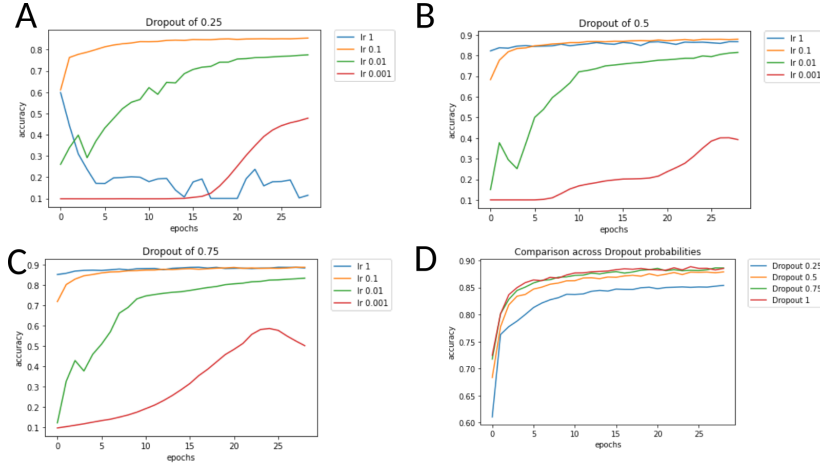 A
Dropout of 0.25
accuracy
0.8
0.7
0.6
0.5
0.4
0.3
0.2
0.1
0
5
10
15
20
25
epochs
lr 1
lr 0.1
lr 0.01
lr 0.001
B
Dropout of 0.5
accuracy
0.9
0.8
0.7
0.6
0.5
0.4
0.3
0.2
0.1
0
5
10
15
20
25
epochs
lr 1
lr 0.1
lr 0.01
lr 0.001
C
Dropout of 0.75
accuracy
0.9
0.8
0.7
0.6
0.5
0.4
0.3
0.2
0.1
0
5
10
15
20
25
epochs
lr 1
lr 0.1
lr 0.01
lr 0.001
D
Comparison across Dropout probabilities
accuracy
0.90
0.85
0.80
0.75
0.70
0.65
0.60
0
5
10
15
20
25
epochs
Dropout 0.25
Dropout 0.5
Dropout 0.75
Dropout 1